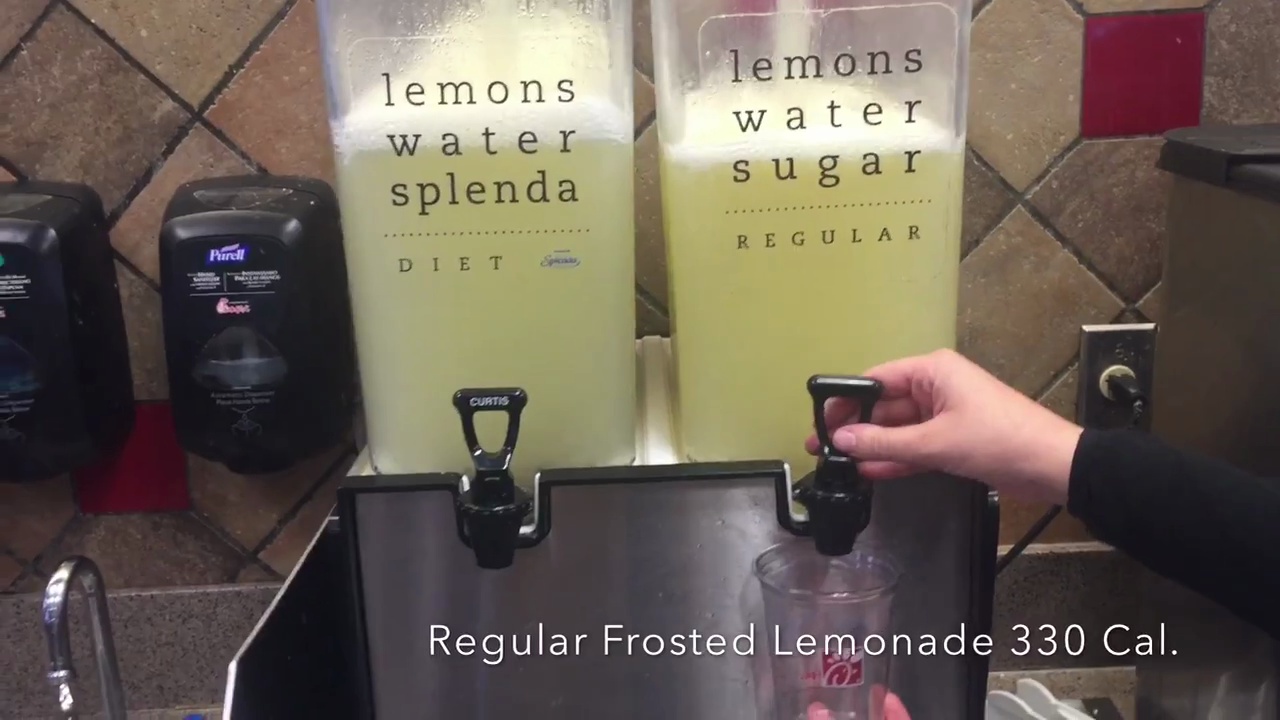 lemons
water
splenda
DIET
lemons
water
sugar
REGULAR
Purell
CURTIS
Regular Frosted Lemonade 330 Cal.